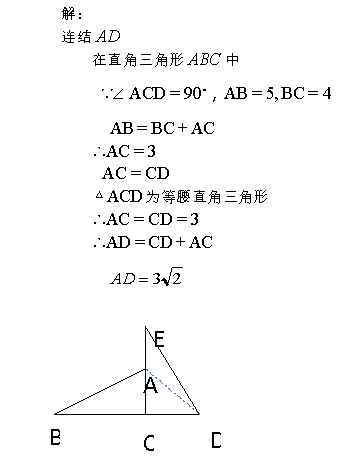 解：
连结AD
在直角三角形ABC中
∵∠ACD=90°，AB=5,BC=4
AB=BC+AC
∴AC=3
AC=CD
△ACD为等腰直角三角形
∴AC=CD=3
∴AD=CD+AC
AD=3√2
E
A
B
C
D